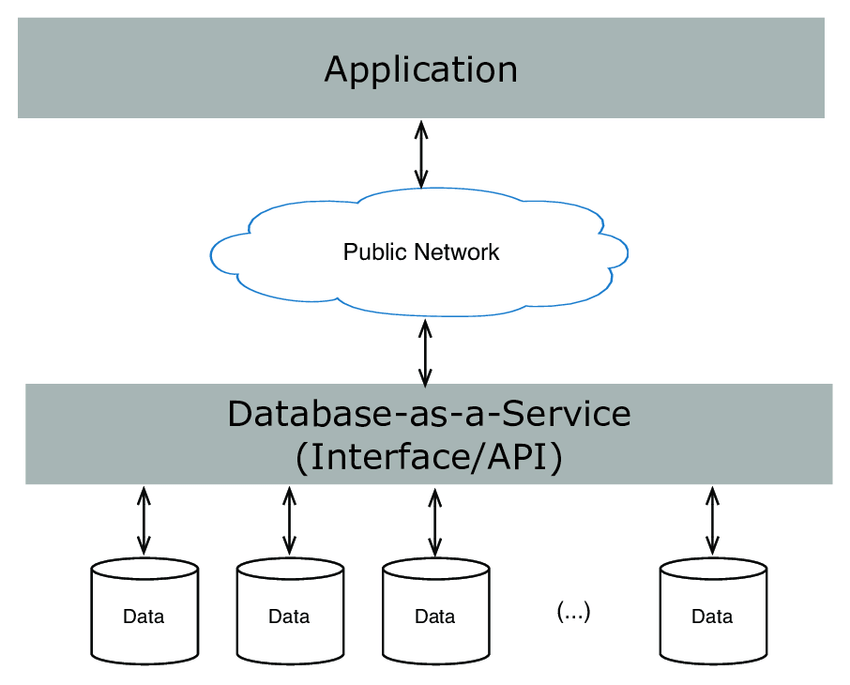 Application
Public Network
Database-as-a-Service
(Interface/API)
Data
Data
Data
(...)
Data